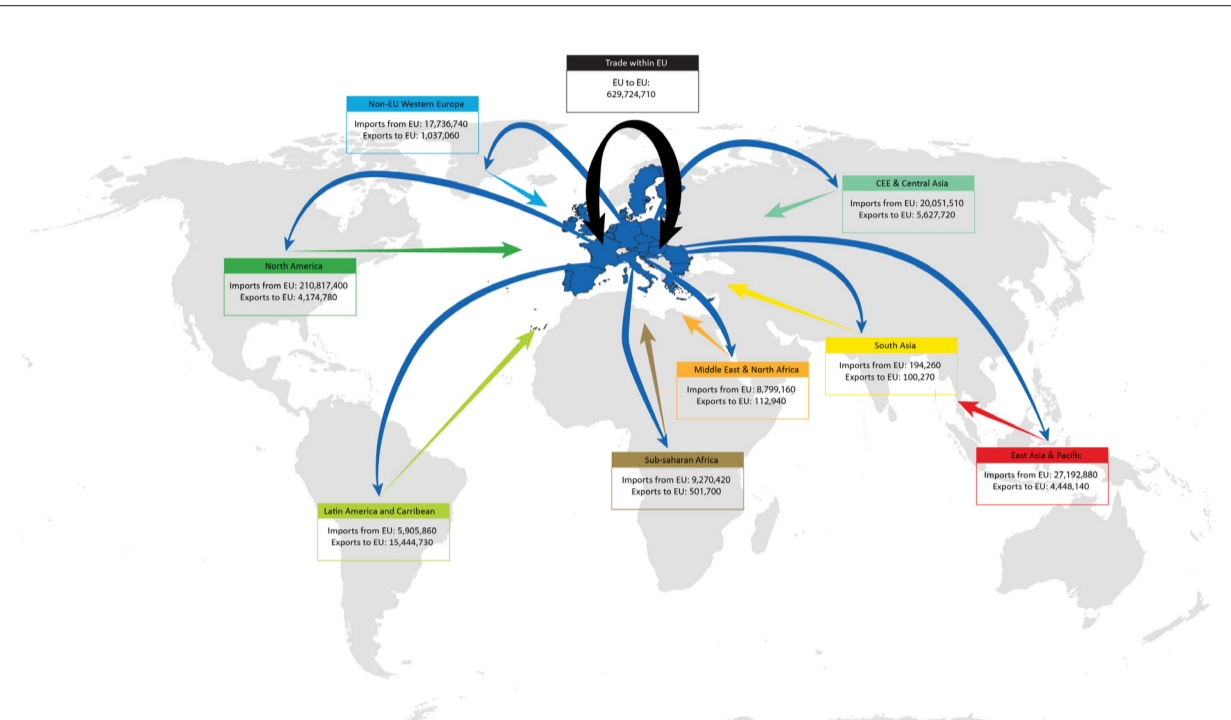 Trade within EU
EU to EU:
629,724,710
Non-EU Western Europe
Imports from EU: 17,736,740
Exports to EU: 1,037,060
CEE & Central Asia
Imports from EU: 20,051,510
Exports to EU: 5,627,720
North America
Imports from EU: 210,817,400
Exports to EU: 4,174,780
South Asia
Imports from EU: 194,260
Exports to EU: 100,270
Middle East & North Africa
Imports from EU: 8,799,160
Exports to EU: 112,940
Sub-saharan Africa
Imports from EU: 9,270,420
Exports to EU: 501,700
East Asia & Pacific
Imports from EU: 27,192,880
Exports to EU: 4,448,140
Latin America and Carribean
Imports from EU: 5,905,860
Exports to EU: 15,444,730